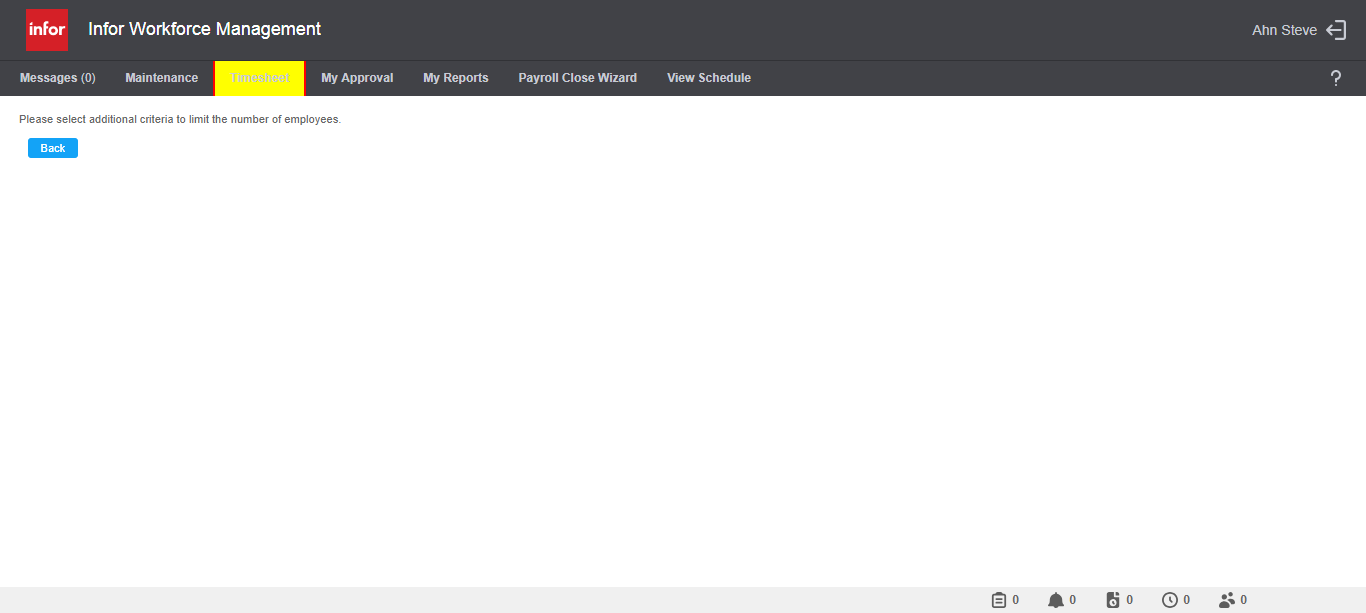 infor
Infor Workforce Management
Ahn Steve
Messages (0) Maintenance Timesheet My Approval My Reports Payroll Close Wizard View Schedule ?
Please select additional criteria to limit the number of employees.
Back
0 0 0 0 0